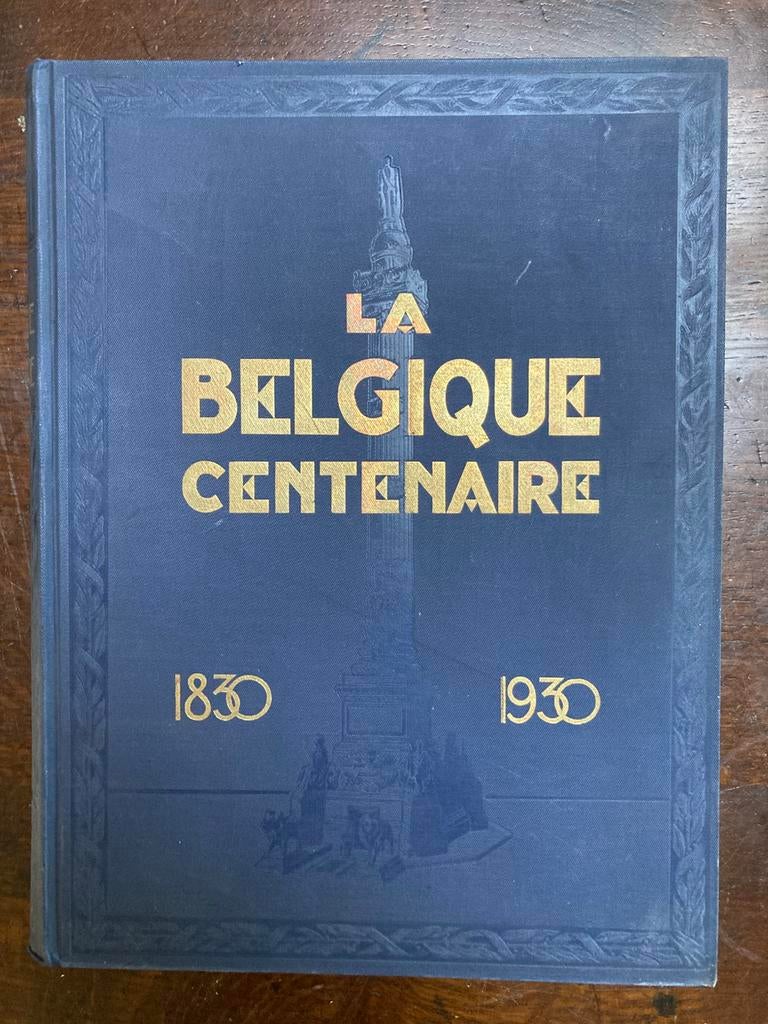 LA
BELGIQUE
CENTENAIRE
1830 1930